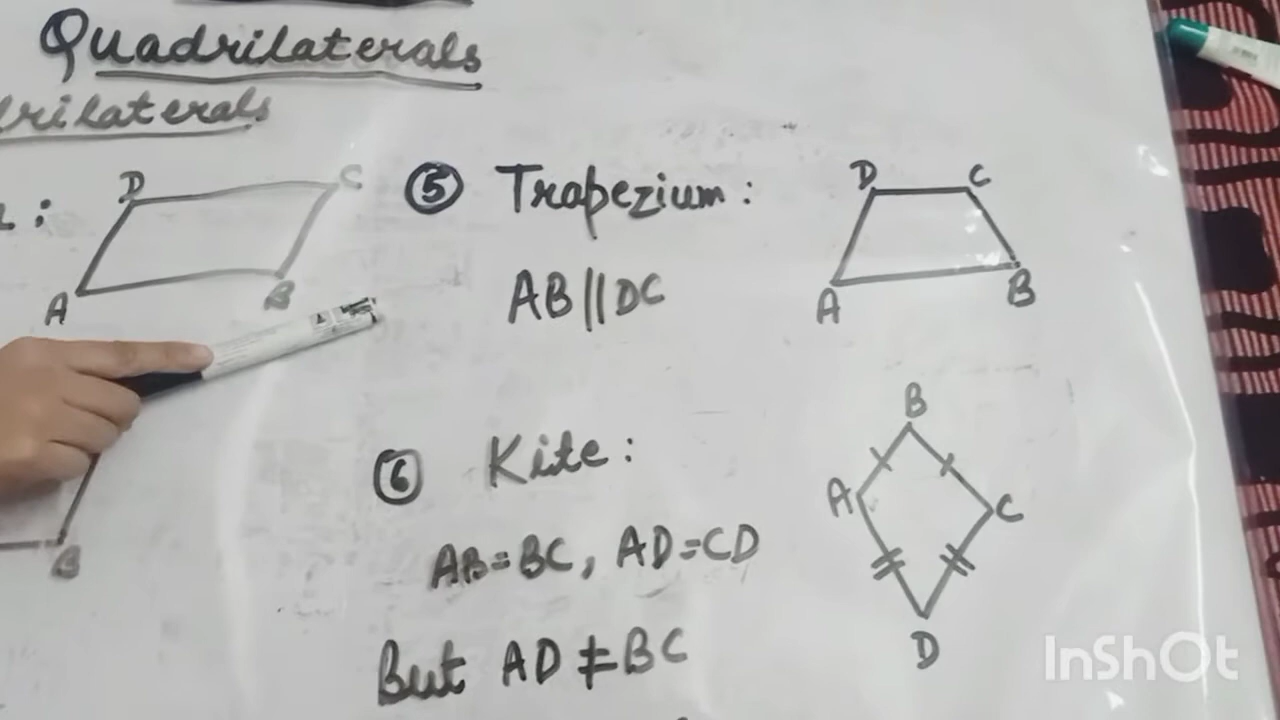 Quadrilaterals
rilaterals
:
D C
A B
B
⑤ Trapezium :
AB || DC
D C
A B
⑥ Kite :
AB = BC, AD = CD
But AD ≠ BC
B
A C
D
InShOt